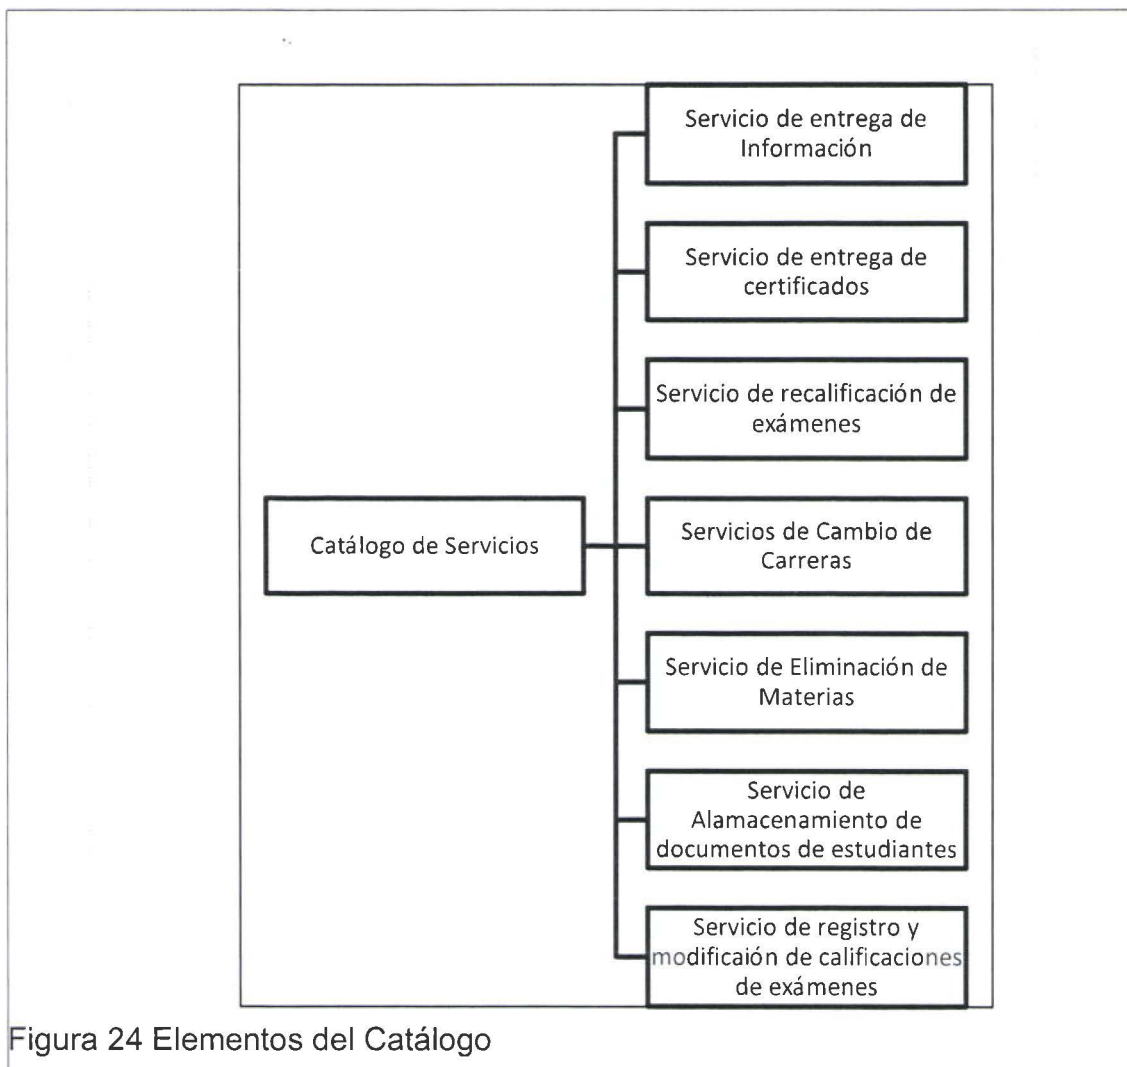 Servicio de entrega de
Información
Servicio de entrega de
certificados
Servicio de recalificación de
exámenes
Catálogo de Servicios
Servicios de Cambio de
Carreras
Servicio de Eliminación de
Materias
Servicio de
Alamacenamiento de
documentos de estudiantes
Servicio de registro y
modificaión de calificaciones
de exámenes
Figura 24 Elementos del Catálogo